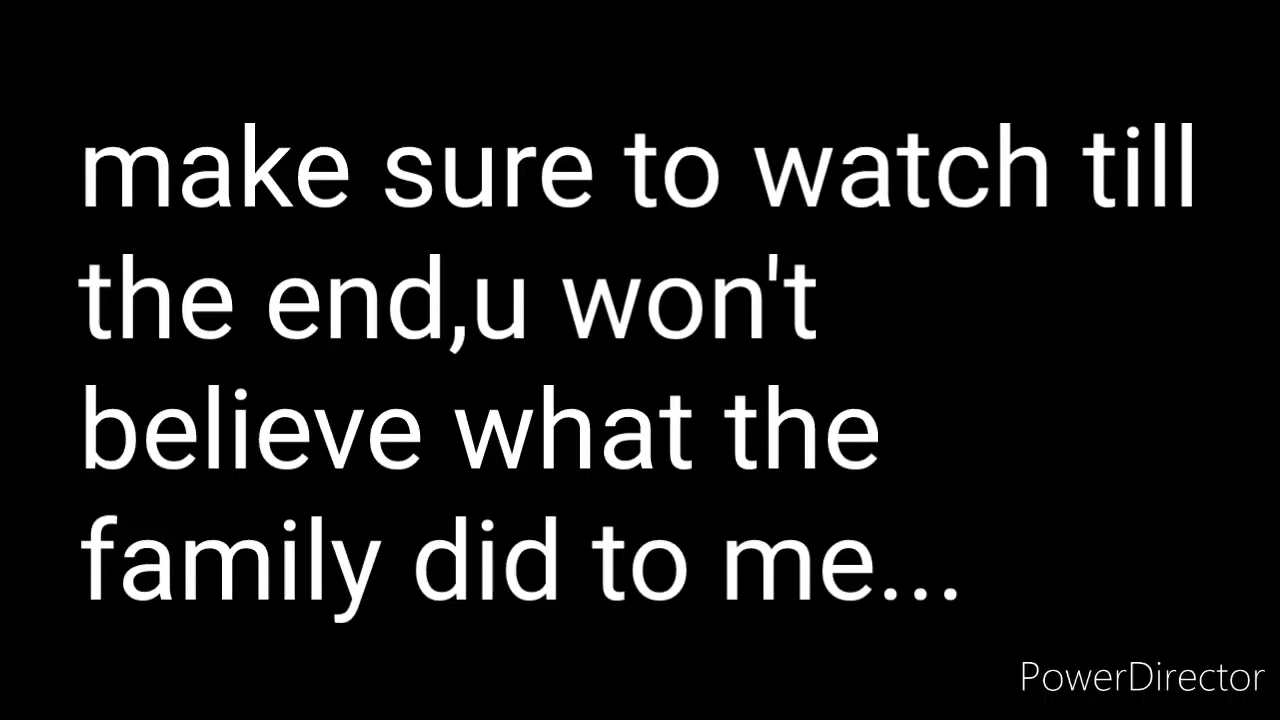 make sure to watch till
the end,u won't
believe what the
family did to me...
PowerDirector